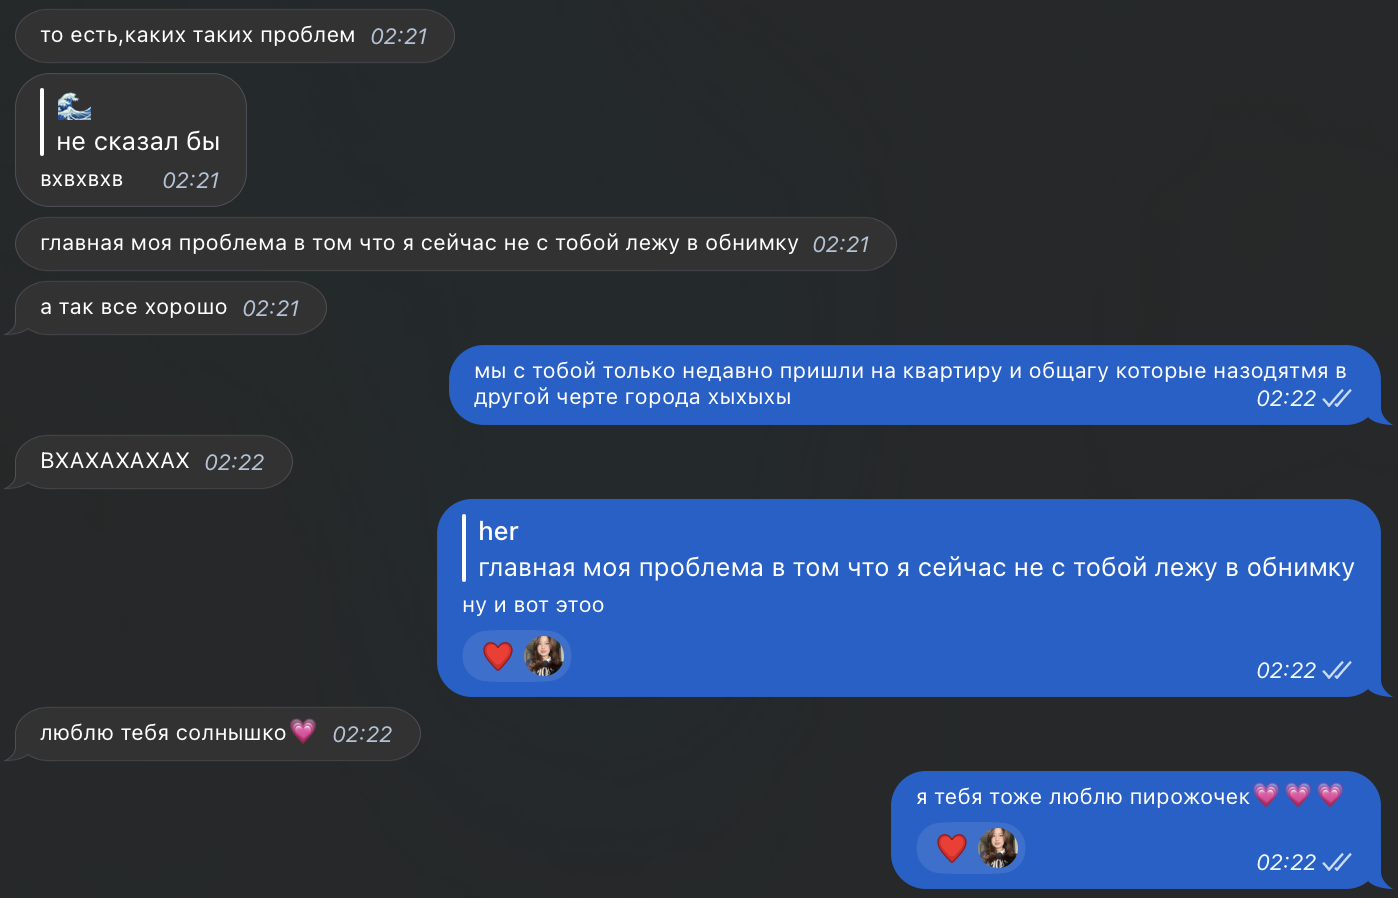 то есть,каких таких проблем 02:21
🌊
не сказал бы
вхвхвхв 02:21
главная моя проблема в том что я сейчас не с тобой лежу в обнимку 02:21
а так все хорошо 02:21
мы с тобой только недавно пришли на квартиру и общагу которые назодятмя в
другой черте города хыхыхы 02:22
ВХАХАХАХАХ 02:22
her
главная моя проблема в том что я сейчас не с тобой лежу в обнимку
ну и вот этоо
❤️ 02:22
люблю тебя солнышко💗 02:22
я тебя тоже люблю пирожочек💗💗💗
❤️ 02:22